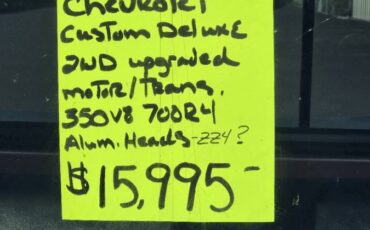 Chevrolet
Custom Deluxe
2WD upgraded
motor/Trans.
350V8 700R4
Alum. Heads-ZZ4?
$15,995-